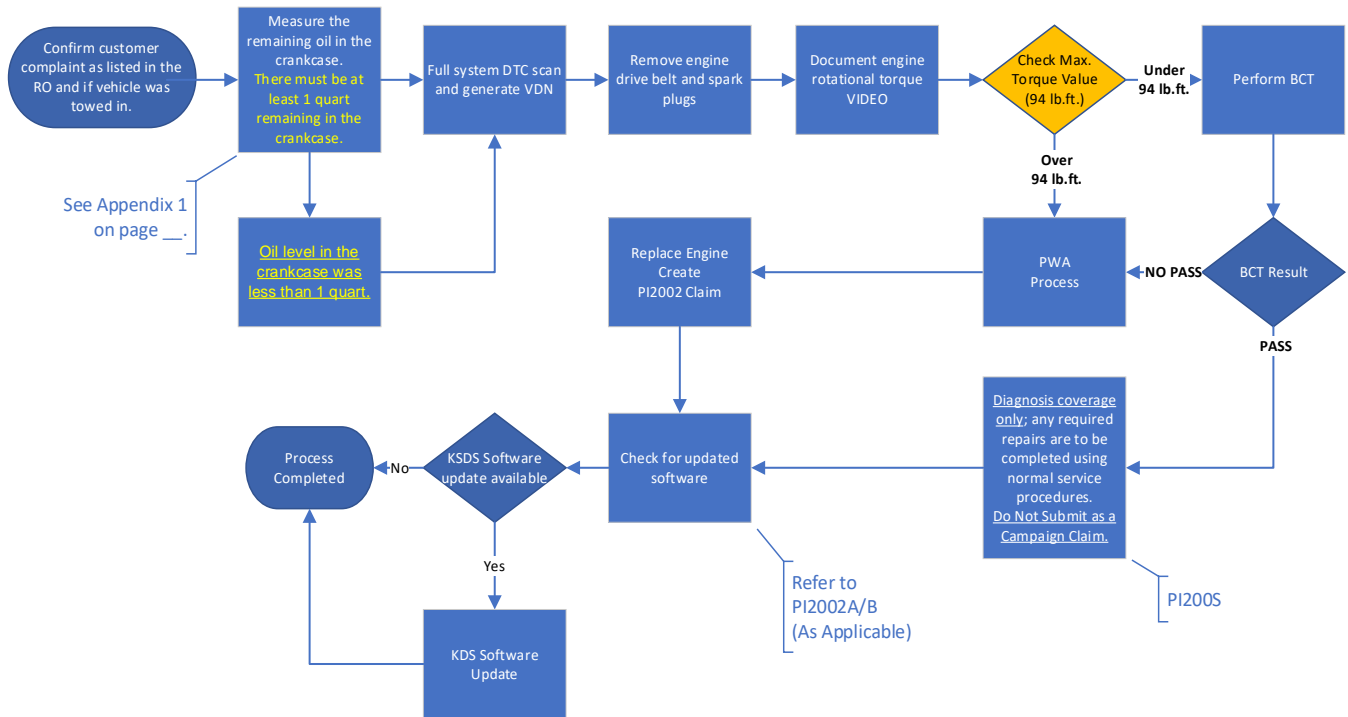 Confirm customer
complaint as listed in the
RO and if vehicle was
towed in.
Measure the
remaining oil in the
crankcase.
There must be at
least 1 quart
remaining in the
crankcase.
Full system DTC scan
and generate VDN
Remove engine
drive belt and spark
plugs
Document engine
rotational torque
VIDEO
Check Max.
Torque Value
(94 lb.ft.)
Under
94 lb.ft.
Perform BCT
Over
94 lb.ft.
See Appendix 1
on page __.
Oil level in the
crankcase was
less than 1 quart.
Replace Engine
Create
PI2002 Claim
PWA
Process
NO PASS
BCT Result
PASS
Process
Completed
No
KSDS Software
update available
Check for updated
software
Diagnosis coverage
only; any required
repairs are to be
completed using
normal service
procedures.
Do Not Submit as a
Campaign Claim.
Yes
Refer to
PI2002A/B
(As Applicable)
PI200S
KDS Software
Update